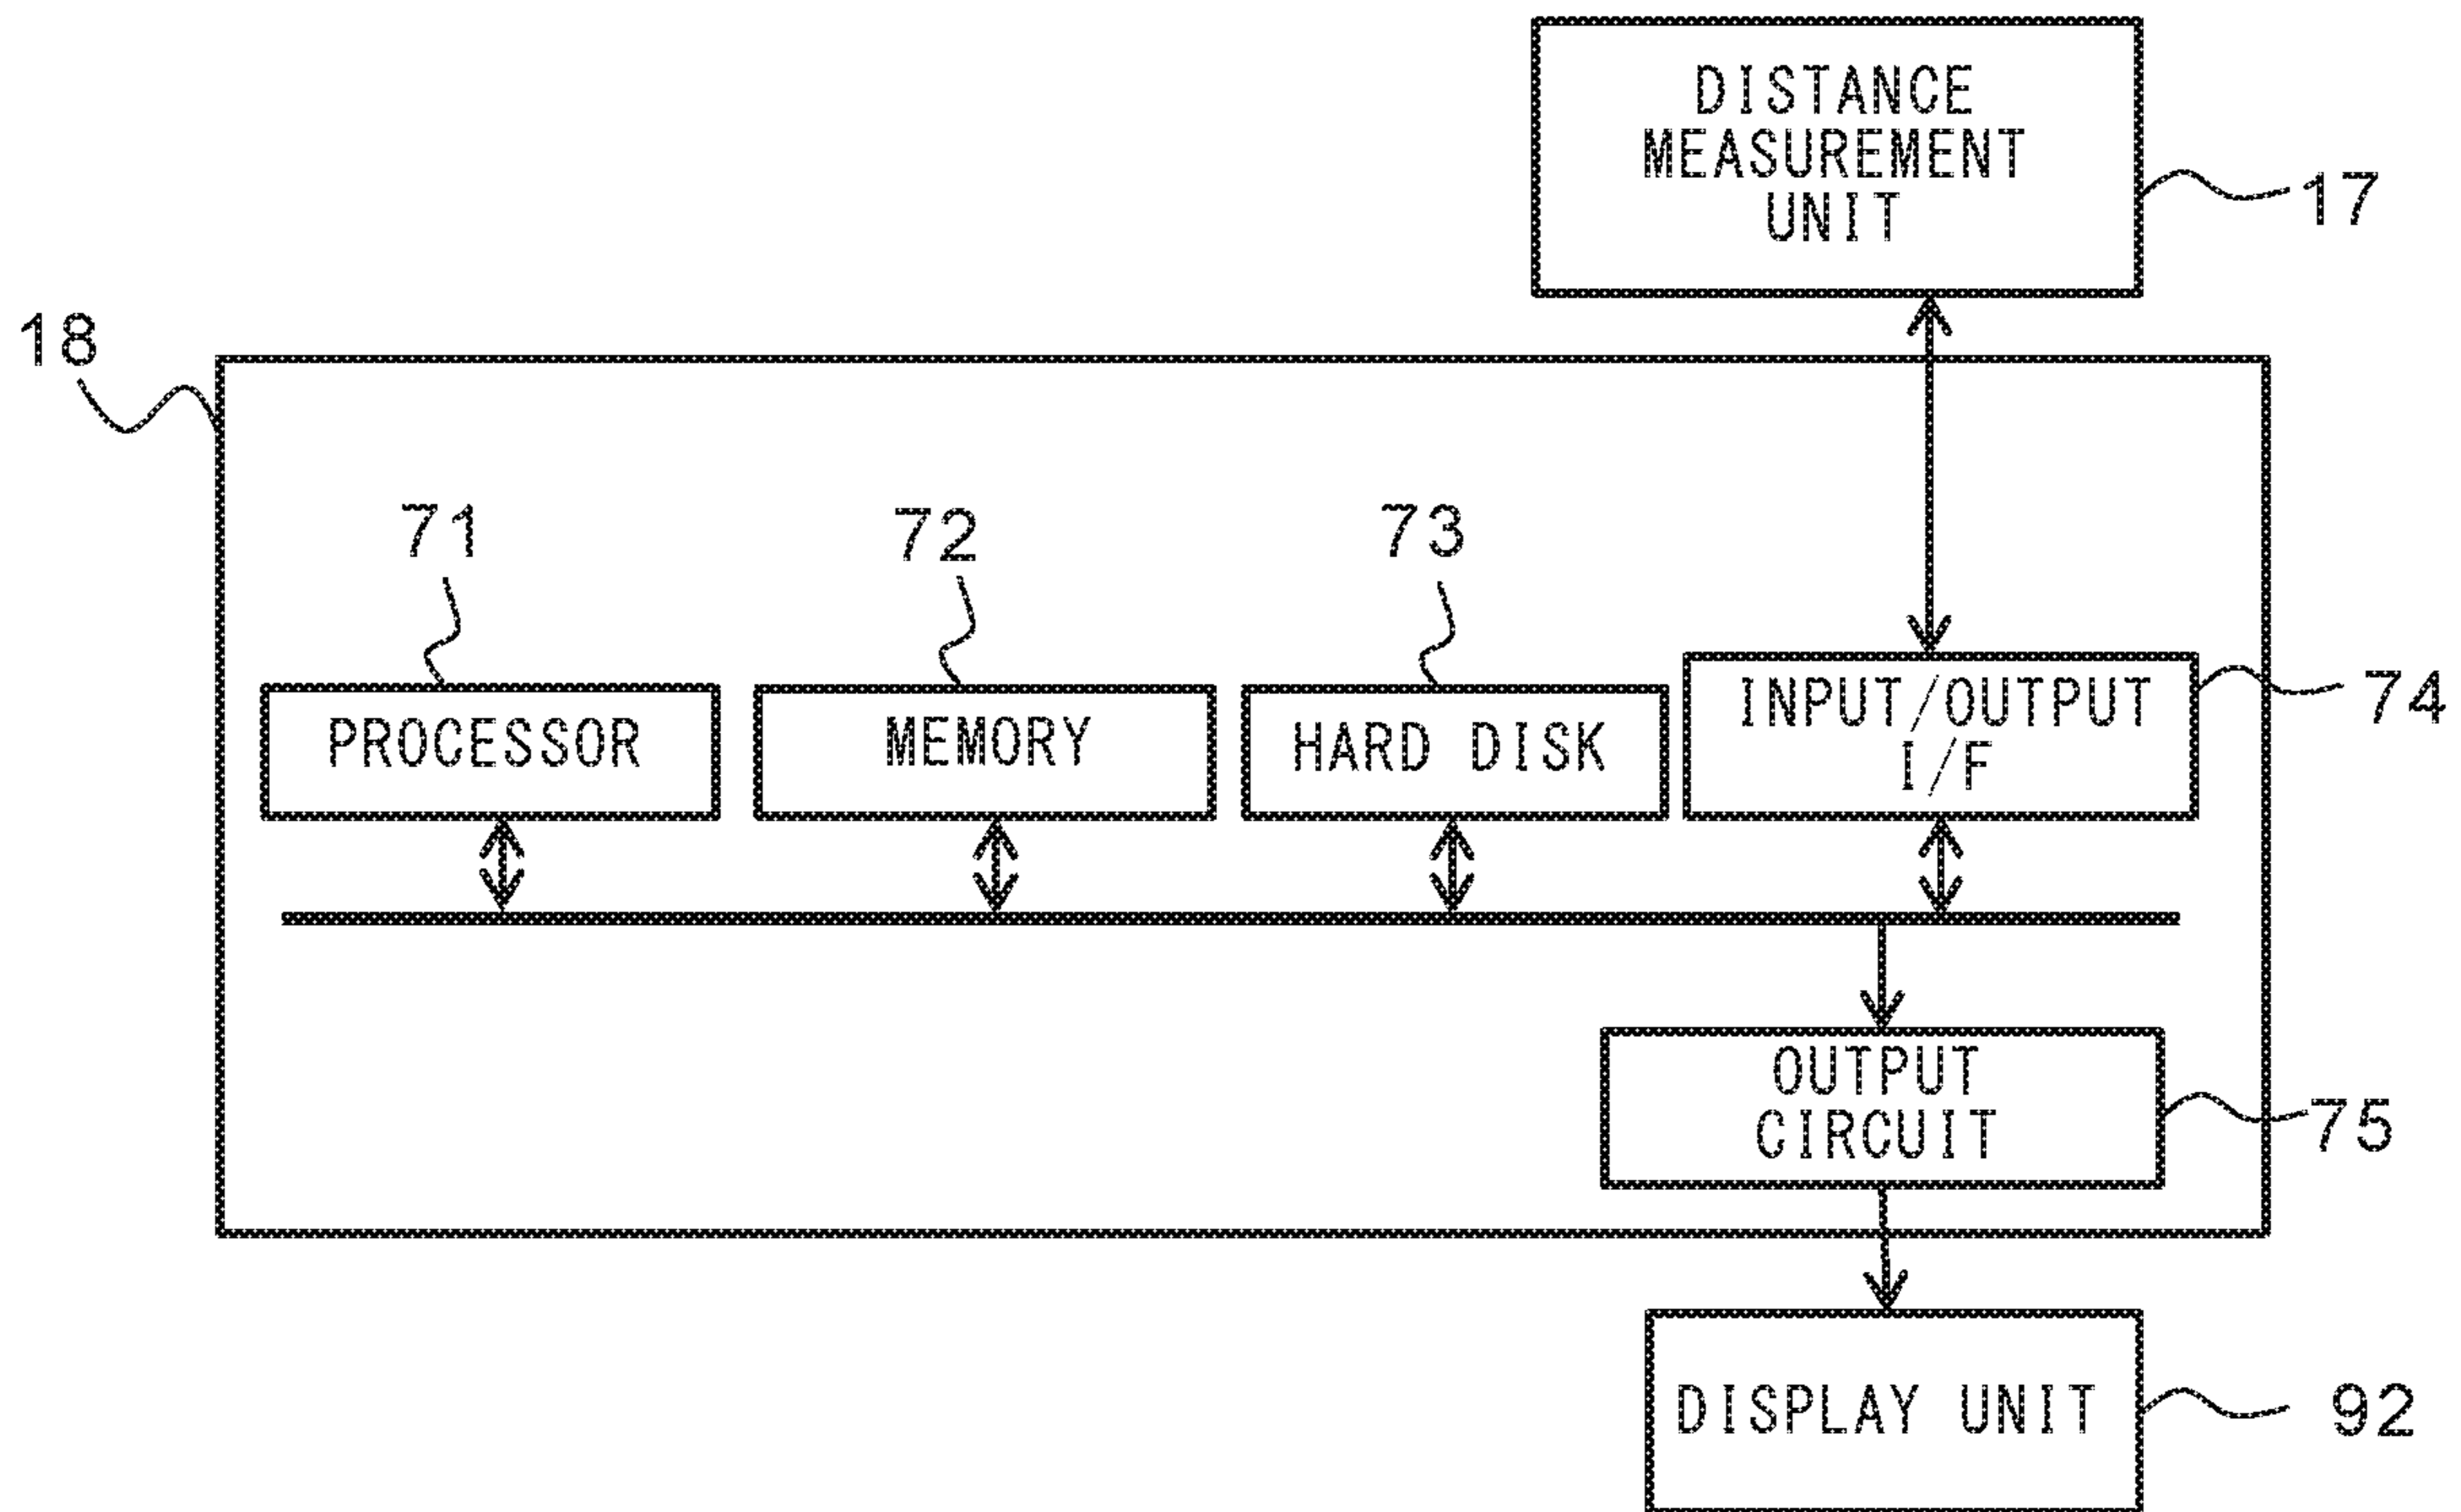 DISTANCE
MEASUREMENT
UNIT
17
18
71
72
73
PROCESSOR
MEMORY
HARD DISK
INPUT/OUTPUT
I/F
74
OUTPUT
CIRCUIT
75
DISPLAY UNIT
92